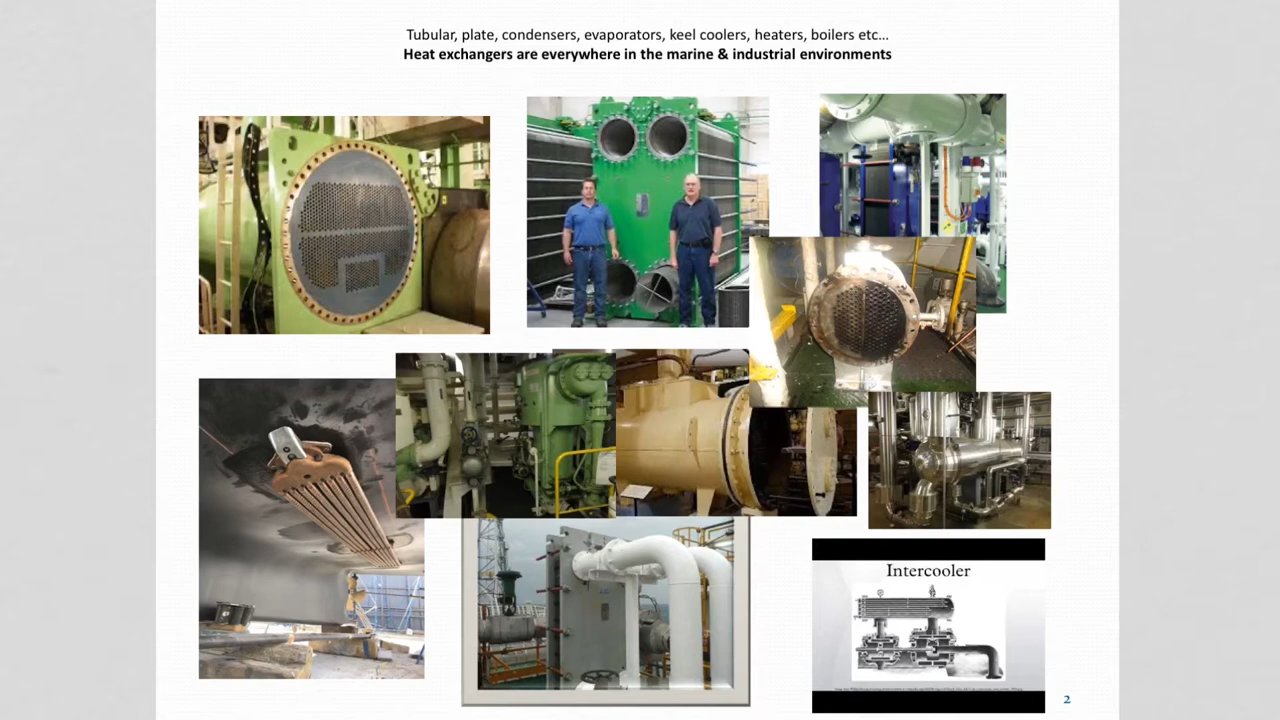 Tubular, plate, condensers, evaporators, keel coolers, heaters, boilers etc…
Heat exchangers are everywhere in the marine & industrial environments
Intercooler
2